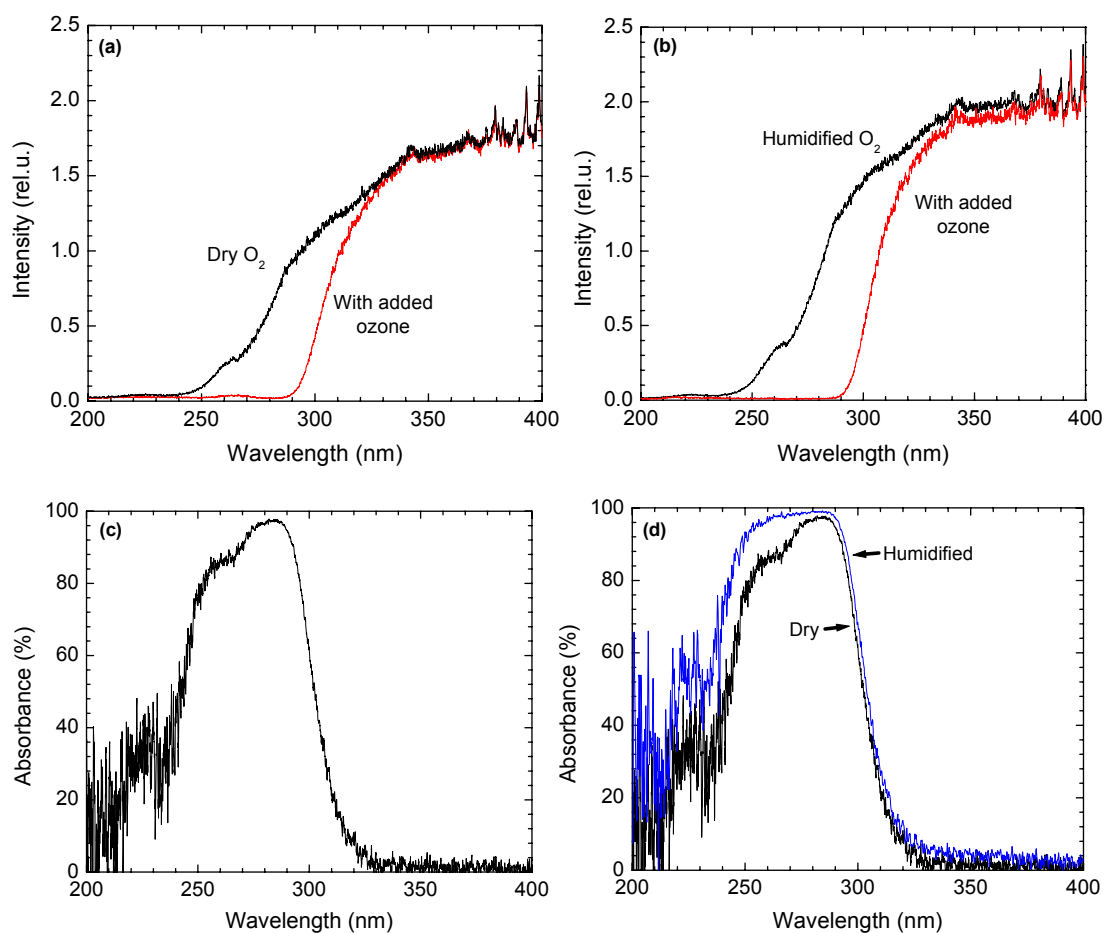 (a)
2.5
2.0
1.5
1.0
0.5
0.0
Intensity (rel.u.)
Dry O₂
With added
ozone
200 250 300 350 400
Wavelength (nm)
(b)
2.5
2.0
1.5
1.0
0.5
0.0
Intensity (rel.u.)
Humidified O₂
With added
ozone
200 250 300 350 400
Wavelength (nm)
(c)
100
80
60
40
20
0
Absorbance (%)
200 250 300 350 400
Wavelength (nm)
(d)
100
80
60
40
20
0
Absorbance (%)
Humidified
Dry
200 250 300 350 400
Wavelength (nm)